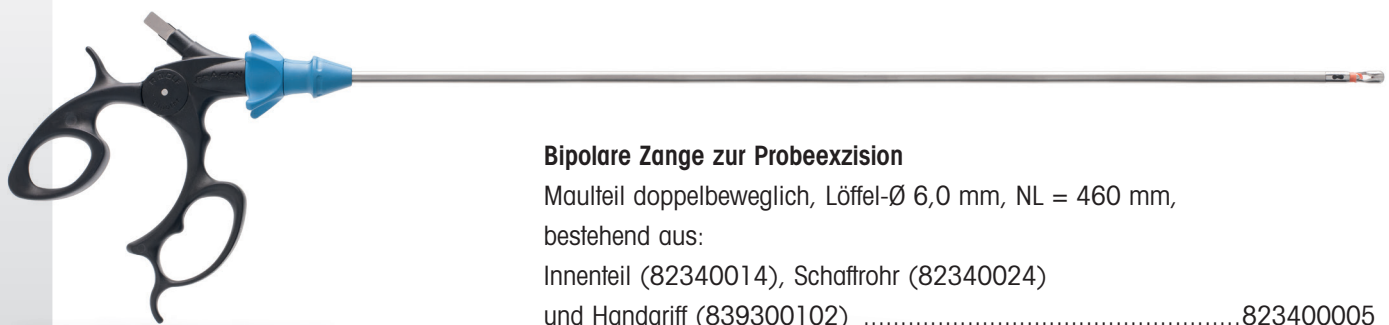 Bipolare Zange zur Probeexzision
Maulteil doppelbeweglich, Löffel-Ø 6,0 mm, NL = 460 mm,
bestehend aus:
Innenteil (82340014), Schaftrohr (82340024)
und Handgriff (839300102) ................................................823400005